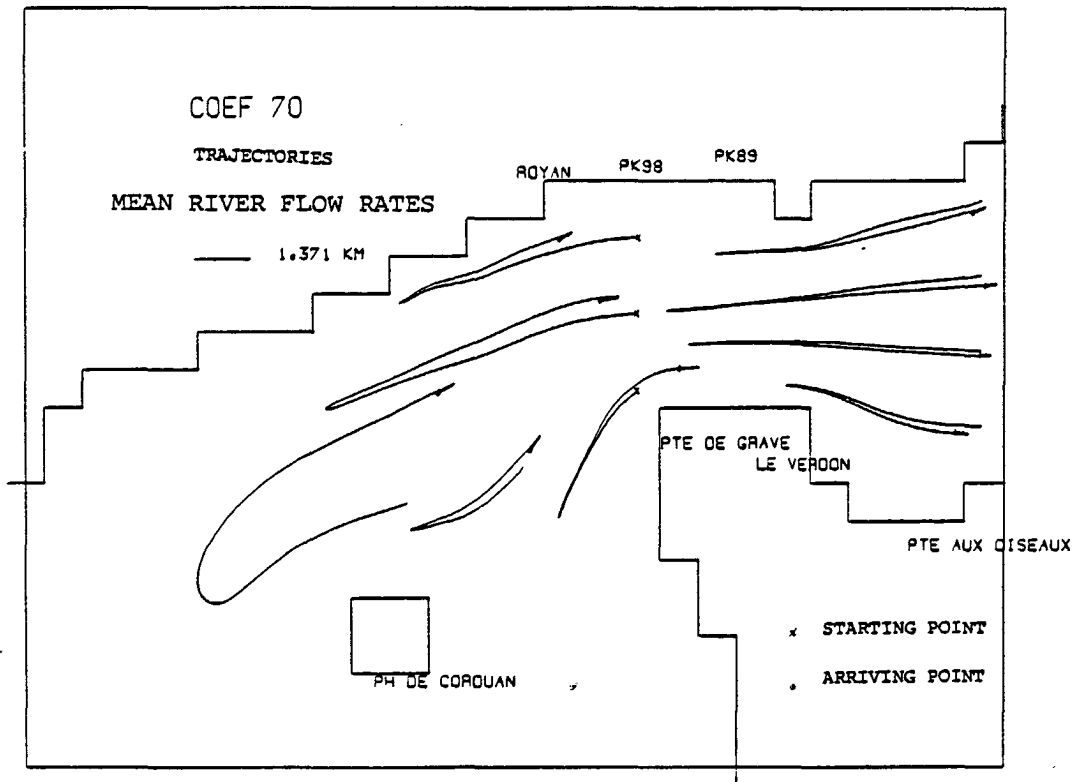 COEF 70
TRAJECTORIES
MEAN RIVER FLOW RATES
1.371 KM
ROYAN
PK98
PK89
PTE DE GRAVE
LE VERDON
PTE AUX OISEAUX
PH DE CORDUAN
x STARTING POINT
. ARRIVING POINT